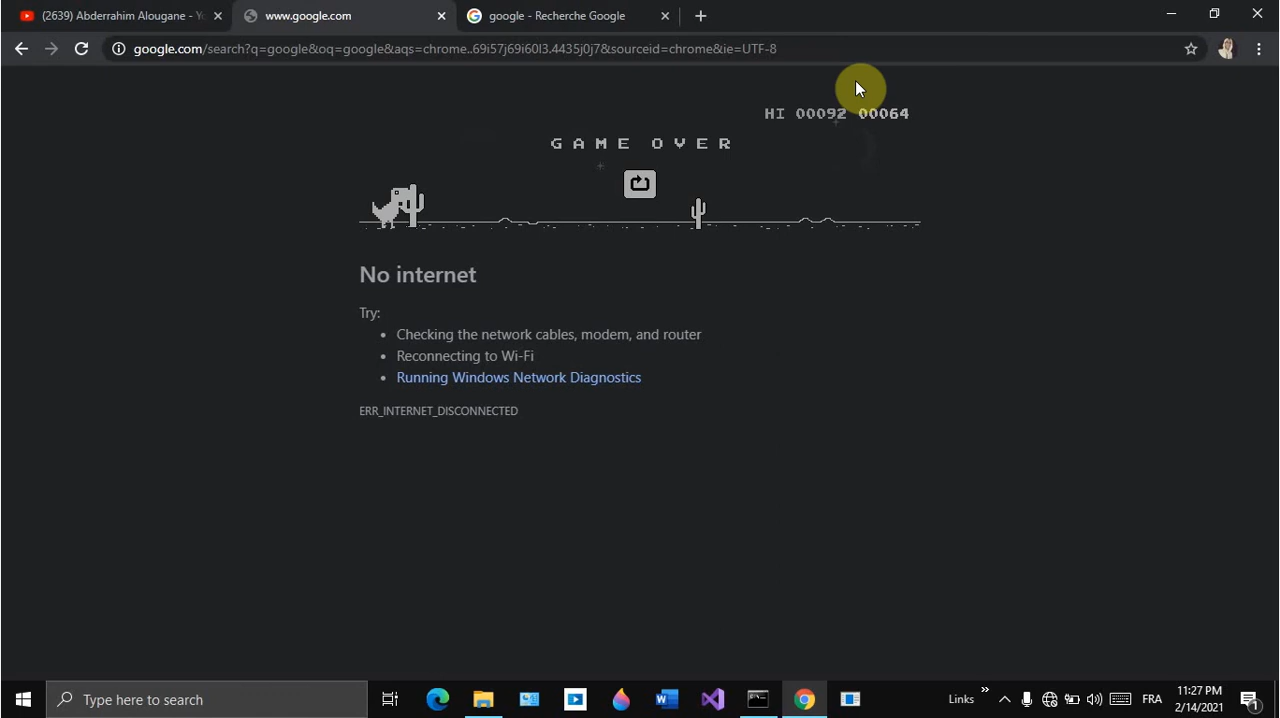 (2639) Abderrahim Alougane - Yo
www.google.com
google - Recherche Google
google.com/search?q=google&oq=google&aqs=chrome..69i57j69i60l3.4435j0j7&sourceid=chrome&ie=UTF-8
HI 00092 00064
GAME OVER
No internet
Try:
• Checking the network cables, modem, and router
• Reconnecting to Wi-Fi
• Running Windows Network Diagnostics
ERR_INTERNET_DISCONNECTED
Type here to search
Links
FRA
11:27 PM
2/14/2021
1